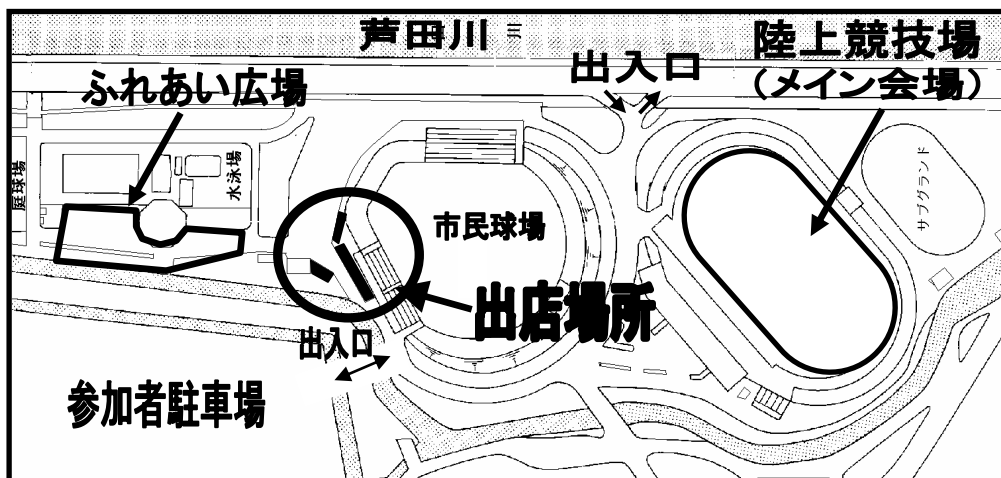 芦田川
陸上競技場
(メイン会場)
出入口
ふれあい広場
庭球場
水泳場
市民球場
サブグランド
出店場所
出入口
参加者駐車場